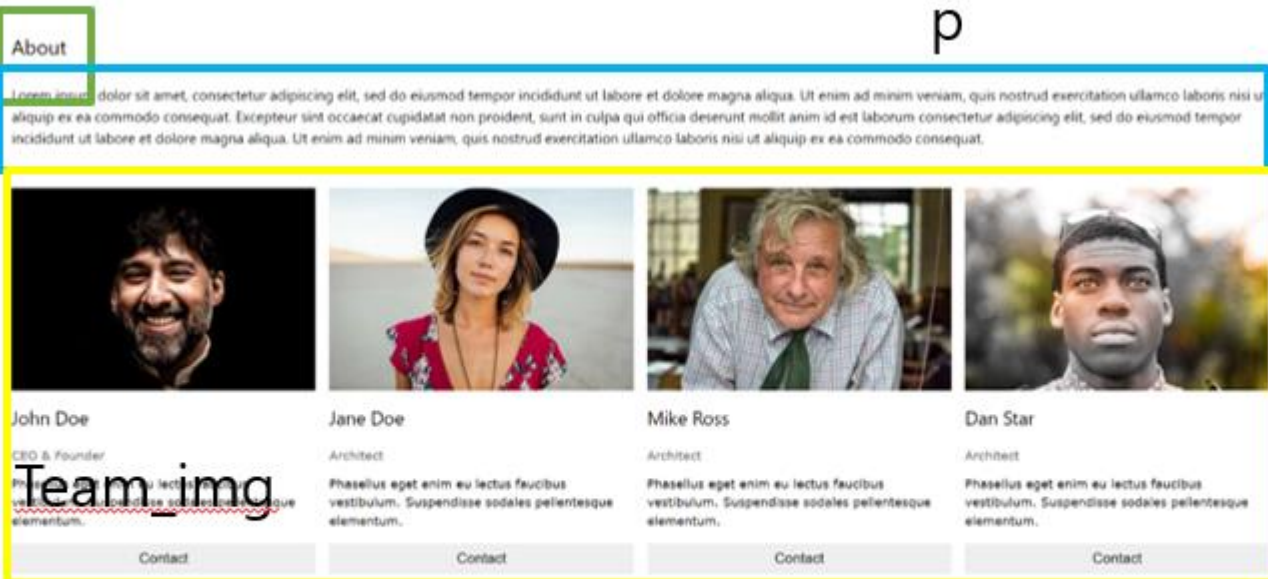 p
About
Lorem ipsum dolor sit amet, consectetur adipiscing elit, sed do eiusmod tempor incididunt ut labore et dolore magna aliqua. Ut enim ad minim veniam, quis nostrud exercitation ullamco laboris nisi ut
aliquip ex ea commodo consequat. Excepteur sint occaecat cupidatat non proident, sunt in culpa qui officia deserunt mollit anim id est laborum consectetur adipiscing elit, sed do eiusmod tempor
incididunt ut labore et dolore magna aliqua. Ut enim ad minim veniam, quis nostrud exercitation ullamco laboris nisi ut aliquip ex ea commodo consequat.
John Doe
CEO & Founder
Team_img
elementum.
Contact
Jane Doe
Architect
Phasellus eget enim eu lectus faucibus
vestibulum. Suspendisse sodales pellentesque
elementum.
Contact
Mike Ross
Architect
Phasellus eget enim eu lectus faucibus
vestibulum. Suspendisse sodales pellentesque
elementum.
Contact
Dan Star
Architect
Phasellus eget enim eu lectus faucibus
vestibulum. Suspendisse sodales pellentesque
elementum.
Contact